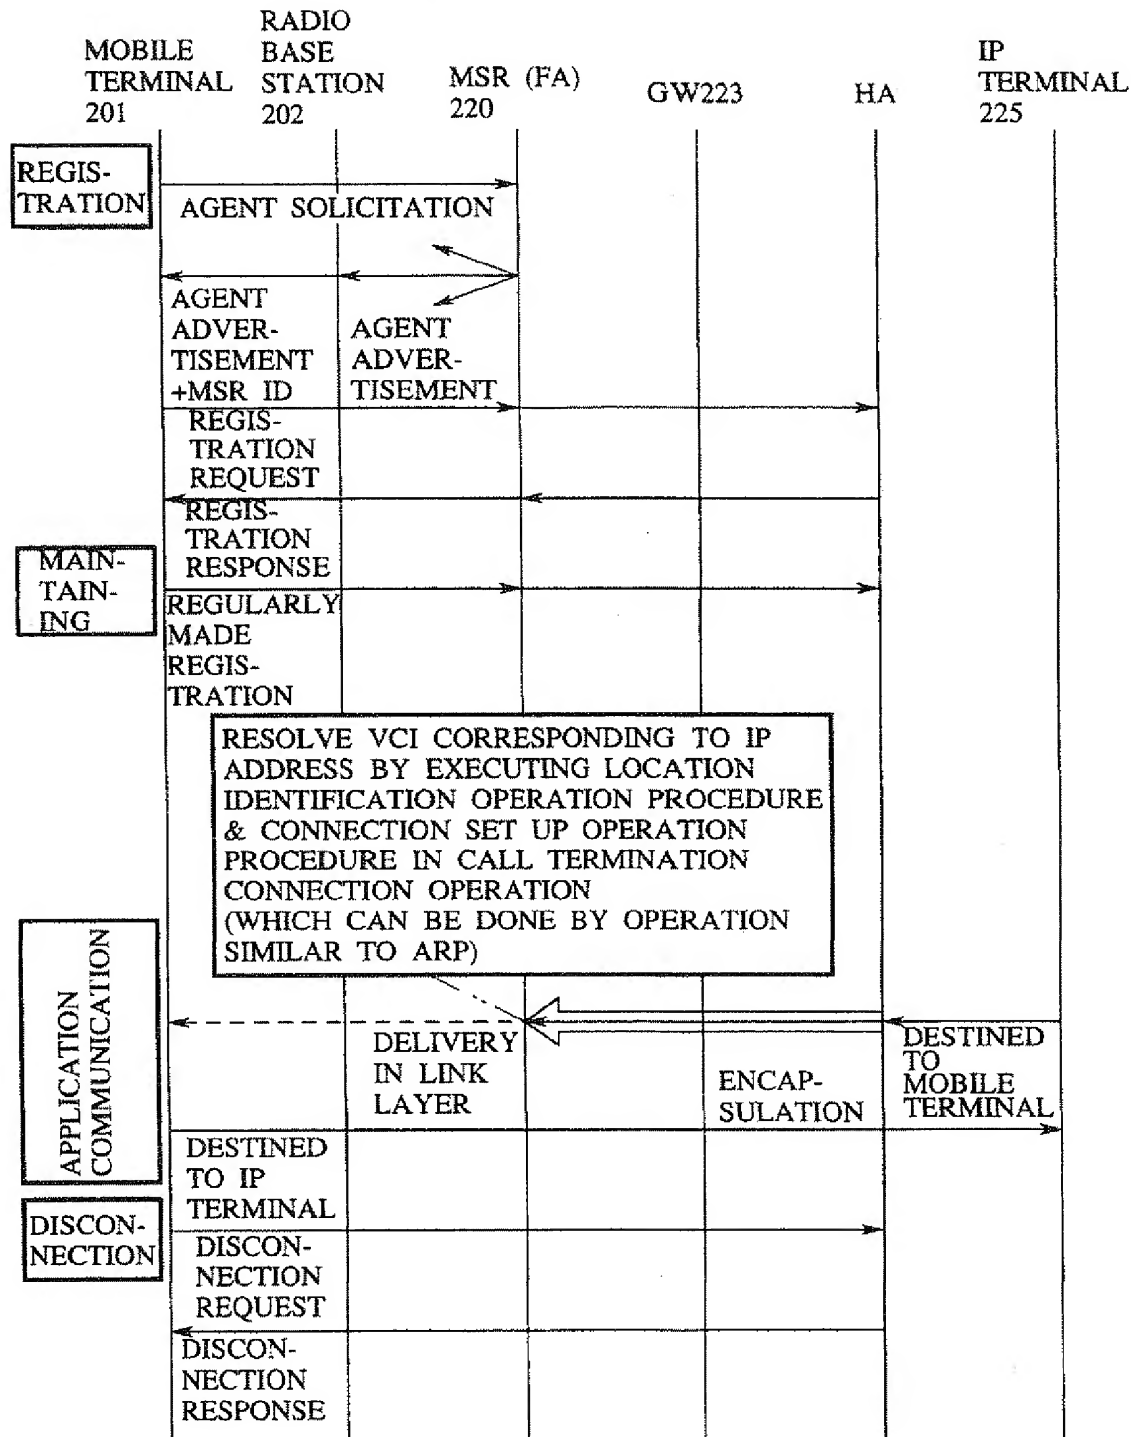 MOBILE
TERMINAL
201
RADIO
BASE
STATION
202
MSR (FA)
220
GW223
HA
IP
TERMINAL
225
REGIS-
TRATION
AGENT SOLICITATION
AGENT
ADVER-
TISEMENT
+MSR ID
AGENT
ADVER-
TISEMENT
REGIS-
TRATION
REQUEST
REGIS-
TRATION
RESPONSE
MAIN-
TAIN-
ING
REGULARLY
MADE
REGIS-
TRATION
RESOLVE VCI CORRESPONDING TO IP
ADDRESS BY EXECUTING LOCATION
IDENTIFICATION OPERATION PROCEDURE
& CONNECTION SET UP OPERATION
PROCEDURE IN CALL TERMINATION
CONNECTION OPERATION
(WHICH CAN BE DONE BY OPERATION
SIMILAR TO ARP)
APPLICATION
COMMUNICATION
DELIVERY
IN LINK
LAYER
ENCAP-
SULATION
DESTINED
TO
MOBILE
TERMINAL
DESTINED
TO IP
TERMINAL
DISCON-
NECTION
DISCON-
NECTION
REQUEST
DISCON-
NECTION
RESPONSE